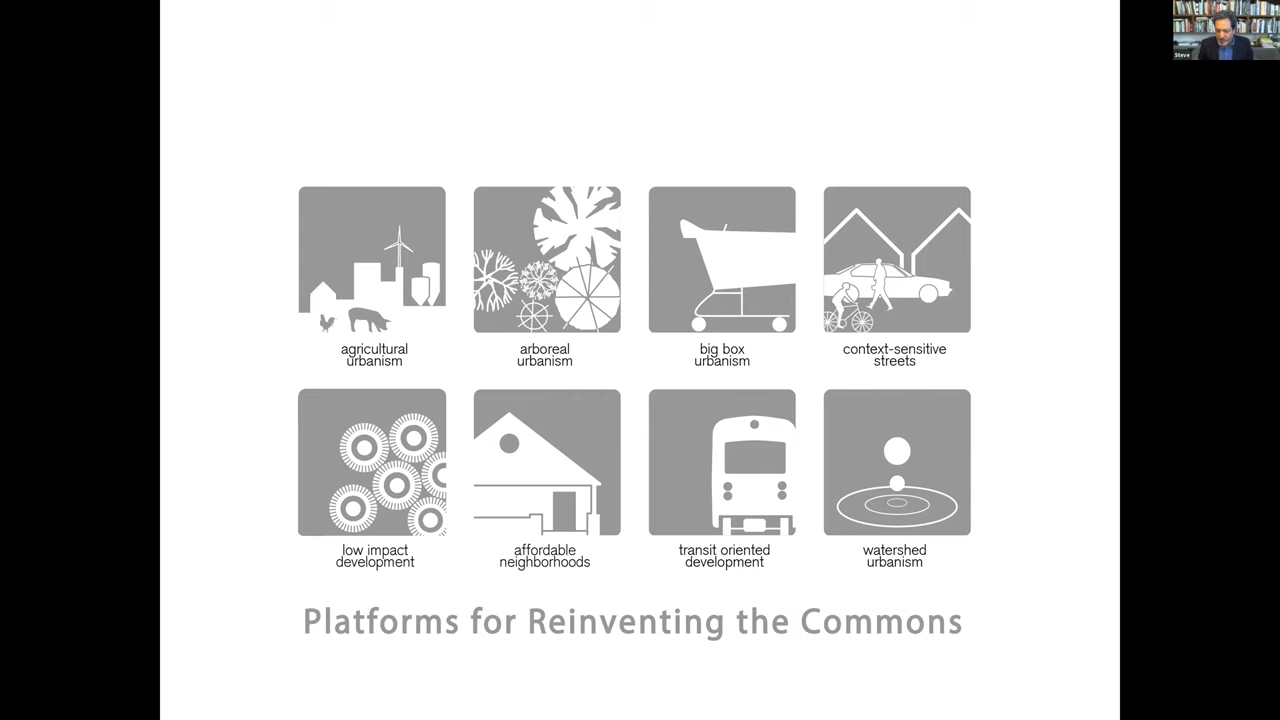 Steve
agricultural
urbanism
arboreal
urbanism
big box
urbanism
context-sensitive
streets
low impact
development
affordable
neighborhoods
transit oriented
development
watershed
urbanism
Platforms for Reinventing the Commons